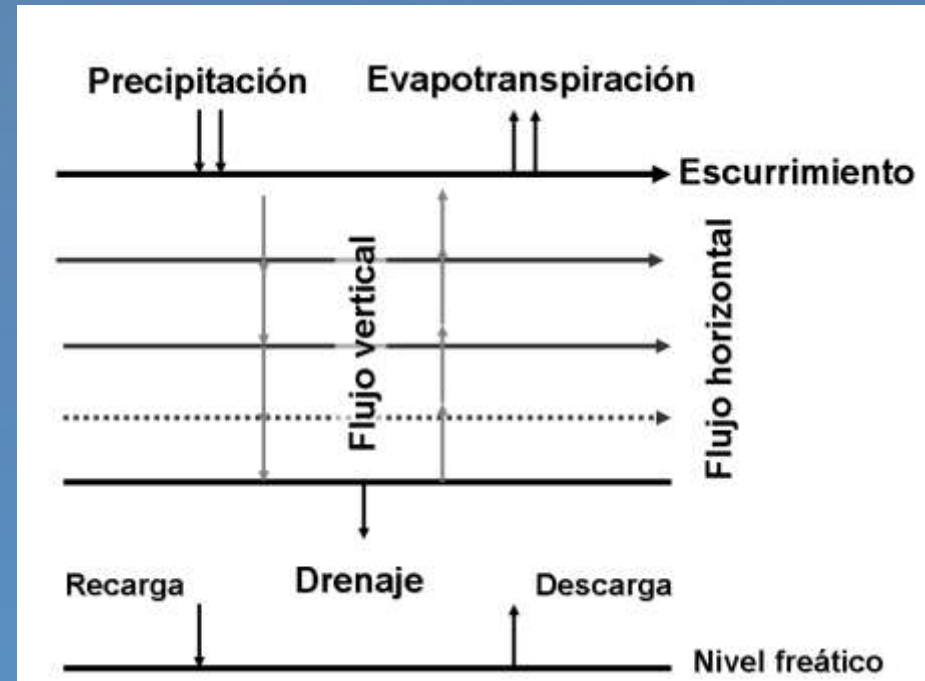 Precipitación
Evapotranspiración
Escurrimiento
Flujo vertical
Flujo horizontal
Recarga
Drenaje
Descarga
Nivel freático